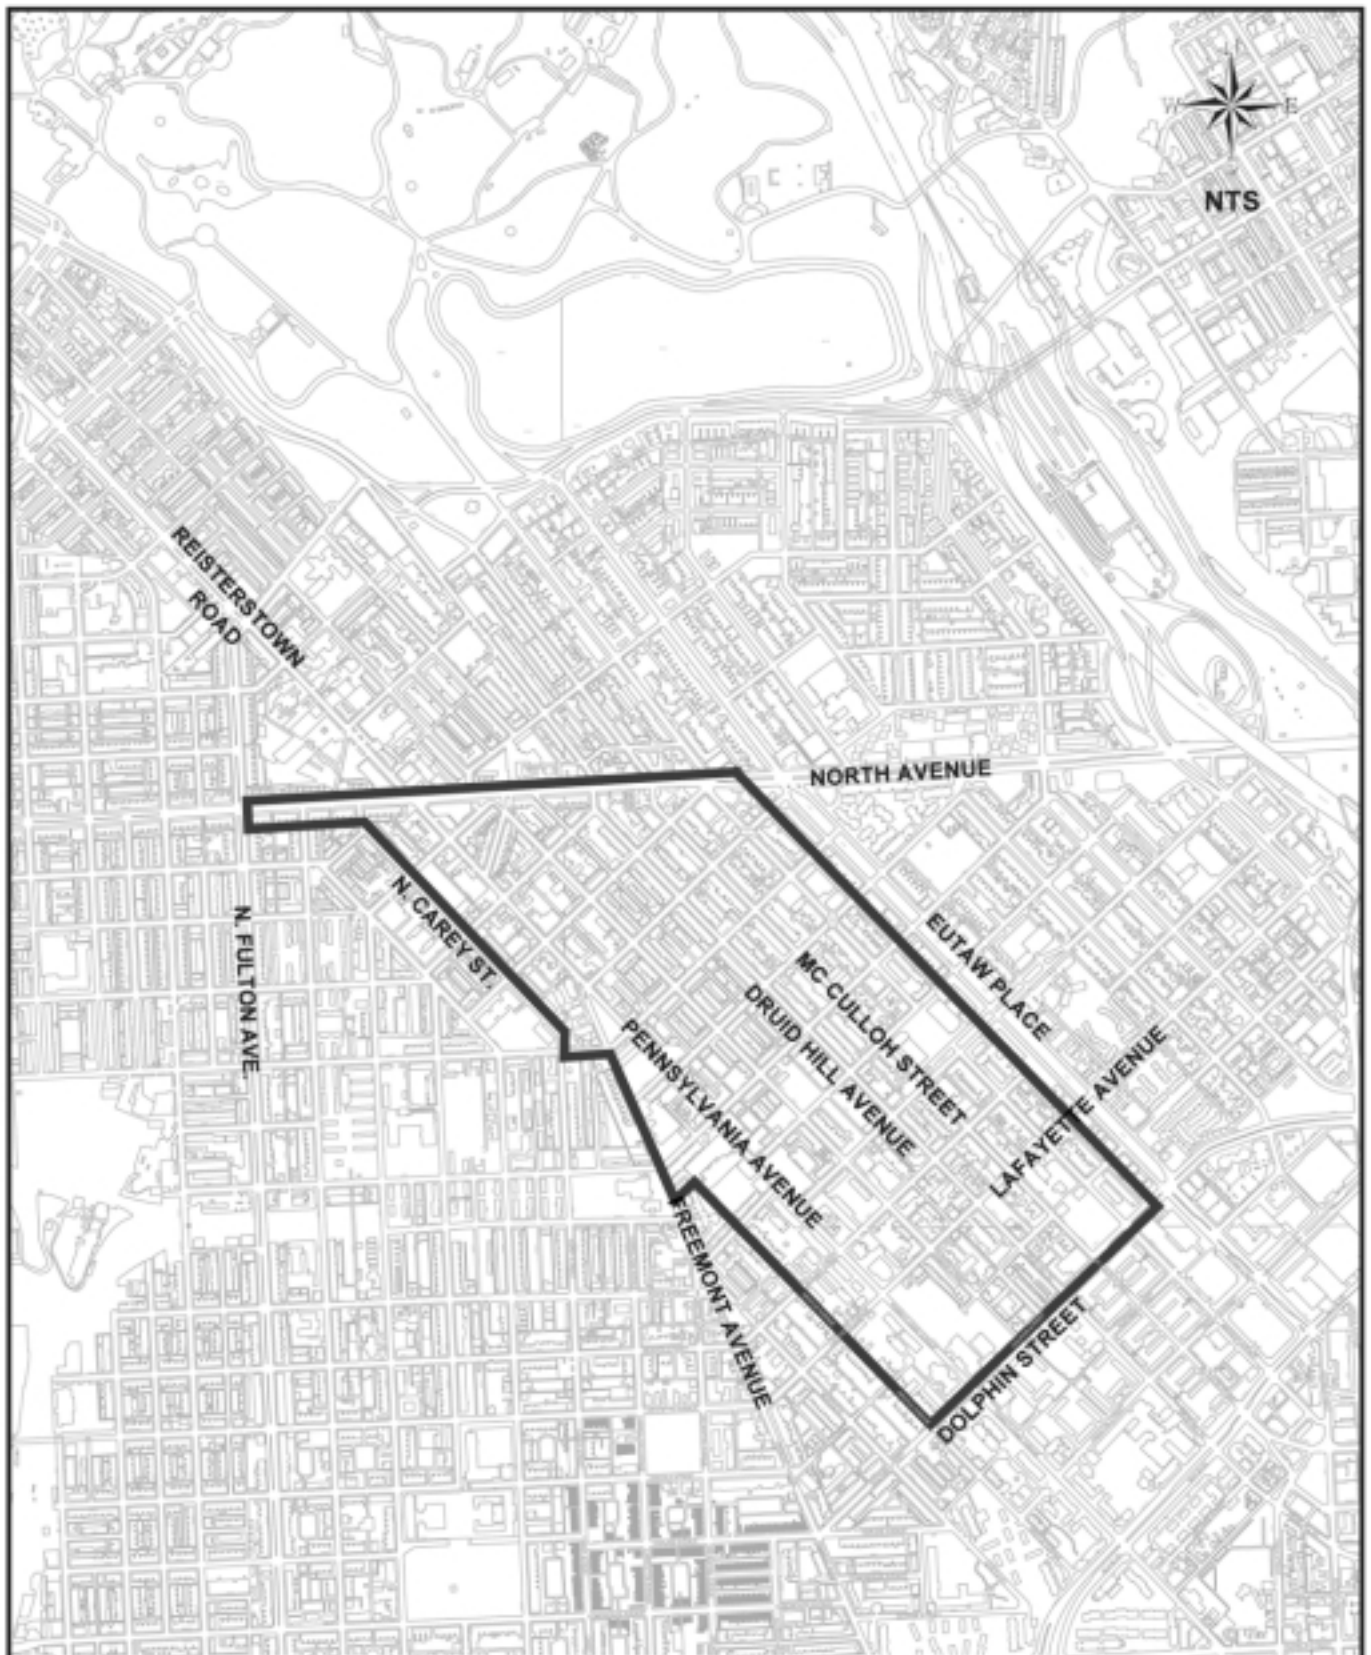 W E
NTS
REISTERSTOWN
ROAD
NORTH AVENUE
N. CAREY ST.
N. FULTON AVE.
EUTAW PLACE
MC CULLOH STREET
DRUID HILL AVENUE
PENNSYLVANIA AVENUE
LAFAYETTE AVENUE
FREEMONT AVENUE
DOLPHIN STREET